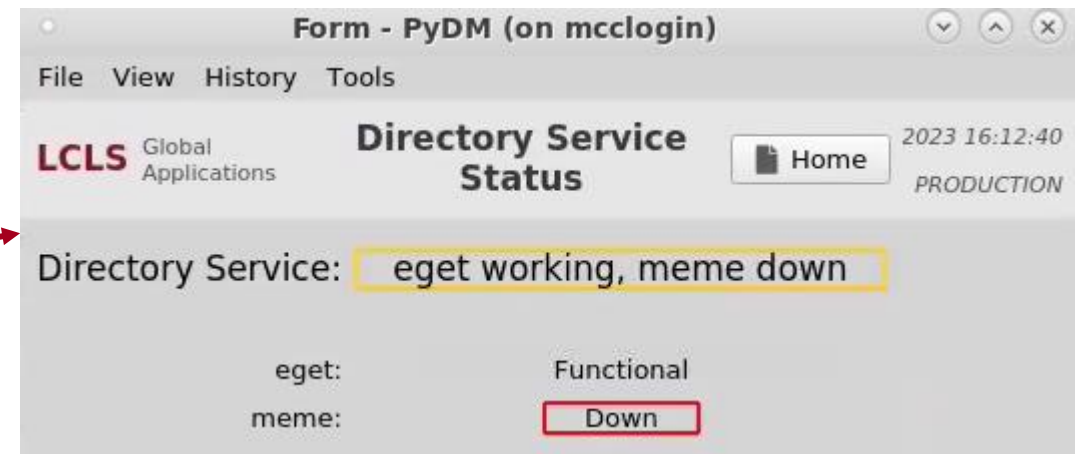 Form - PyDM (on mcclogin)
File View History Tools
LCLS Global Applications
Directory Service Status
Home
2023 16:12:40
PRODUCTION
Directory Service: eget working, meme down
eget: Functional
meme: Down